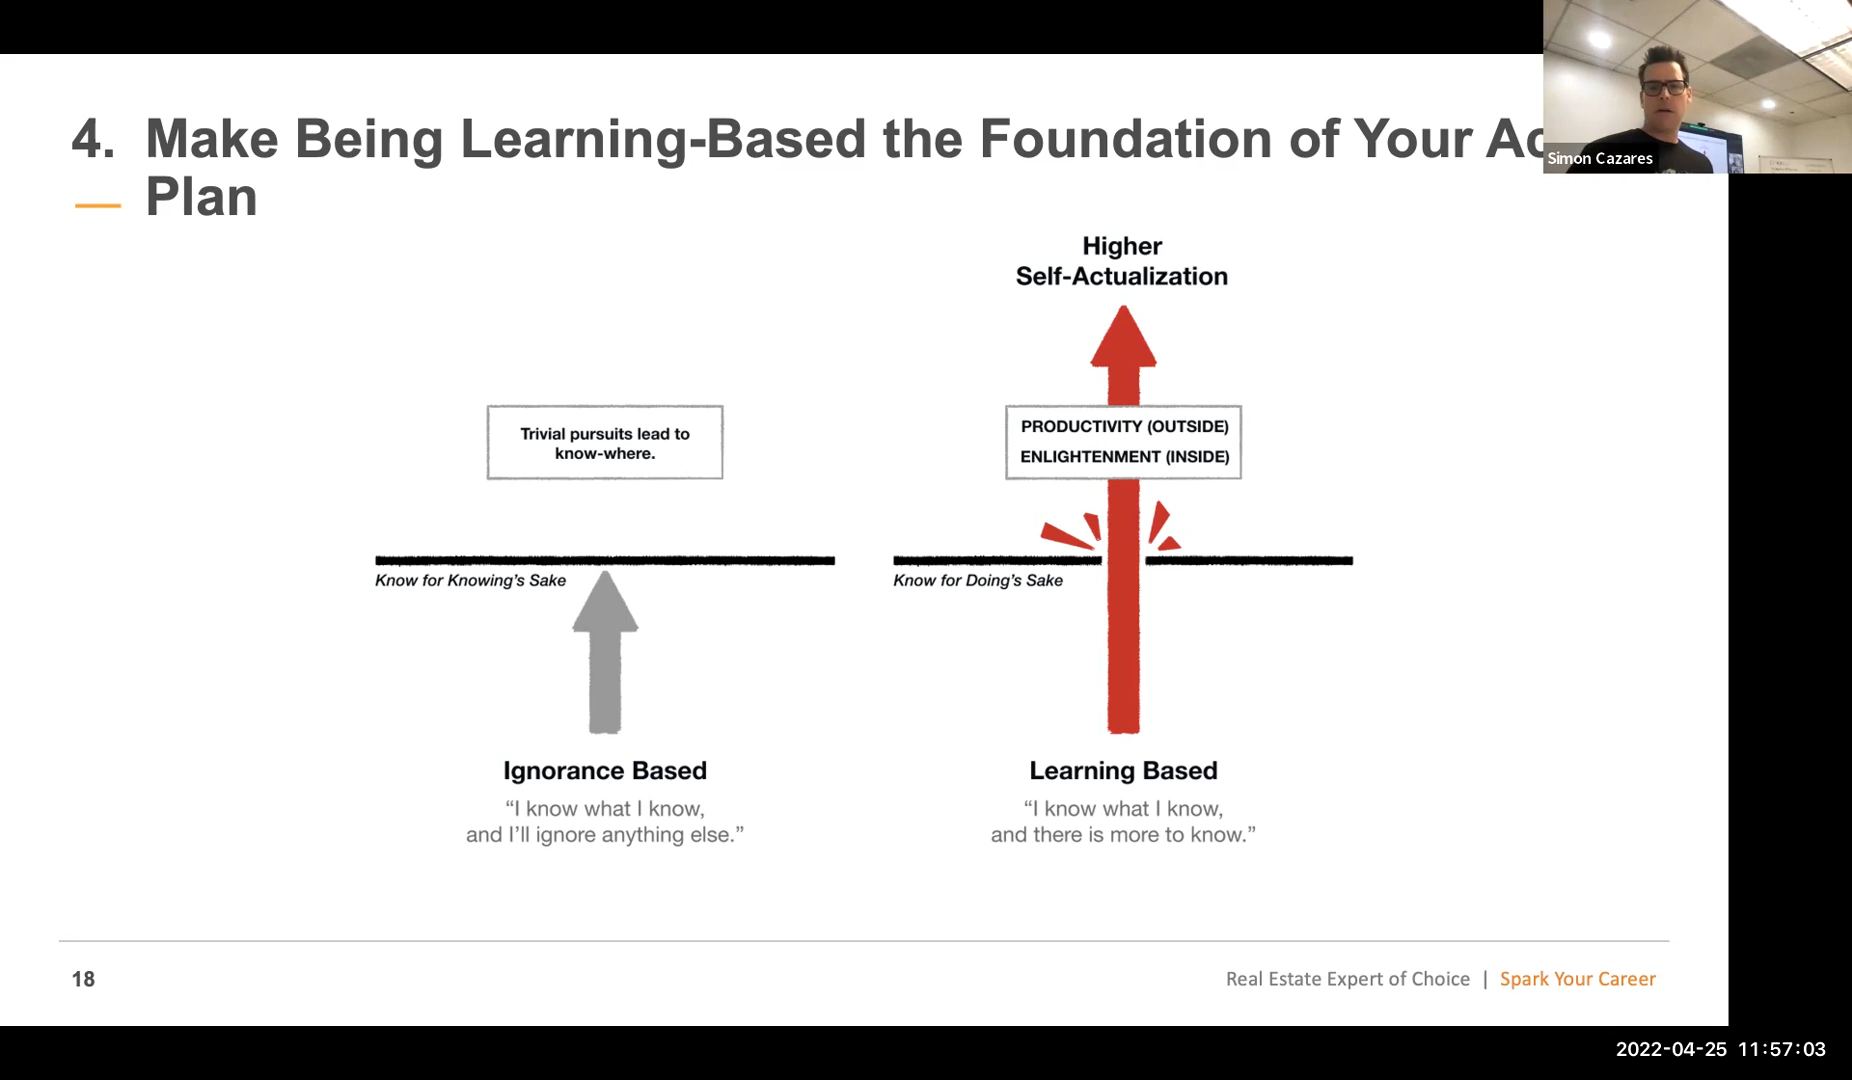 4. Make Being Learning-Based the Foundation of Your
Plan
Simon Cazares
Higher
Self-Actualization
Trivial pursuits lead to
know-where.
PRODUCTIVITY (OUTSIDE)
ENLIGHTENMENT (INSIDE)
Know for Knowing's Sake
Know for Doing's Sake
Ignorance Based
“I know what I know,
and I’ll ignore anything else.”
Learning Based
“I know what I know,
and there is more to know.”
18
Real Estate Expert of Choice | Spark Your Career
2022-04-25 11:57:03